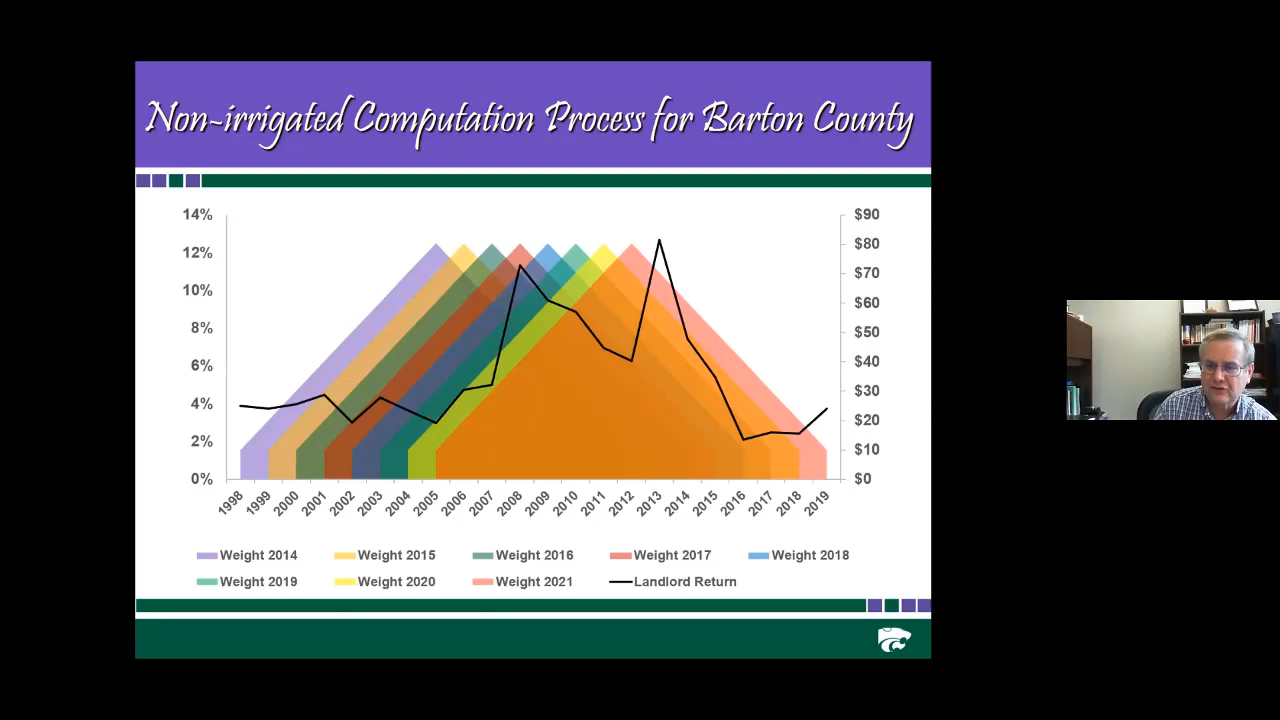 Non-irrigated Computation Process for Barton County
14% $90
12% $80
10% $70
8% $60
6% $50
4% $40
2% $30
0% $20
$10
$0
1998 1999 2000 2001 2002 2003 2004 2005 2006 2007 2008 2009 2010 2011 2012 2013 2014 2015 2016 2017 2018 2019
Weight 2014 Weight 2015 Weight 2016 Weight 2017 Weight 2018
Weight 2019 Weight 2020 Weight 2021 Landlord Return